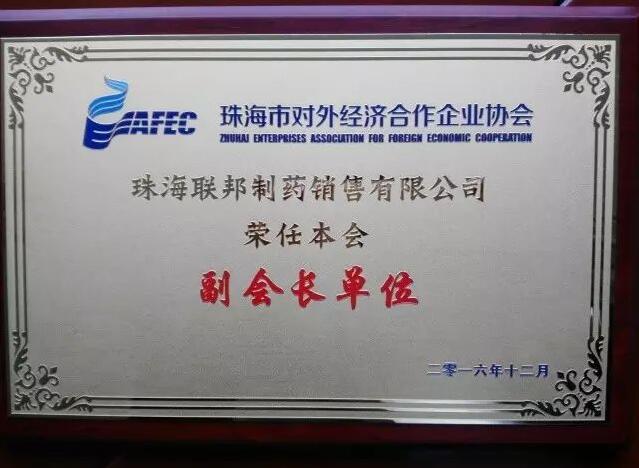 AFEC
珠海市对外经济合作企业协会
ZHUHAI ENTERPRISES ASSOCIATION FOR FOREIGN ECONOMIC COOPERATION
珠海联邦制药销售有限公司
荣任本会
副会长单位
二零一六年十二月